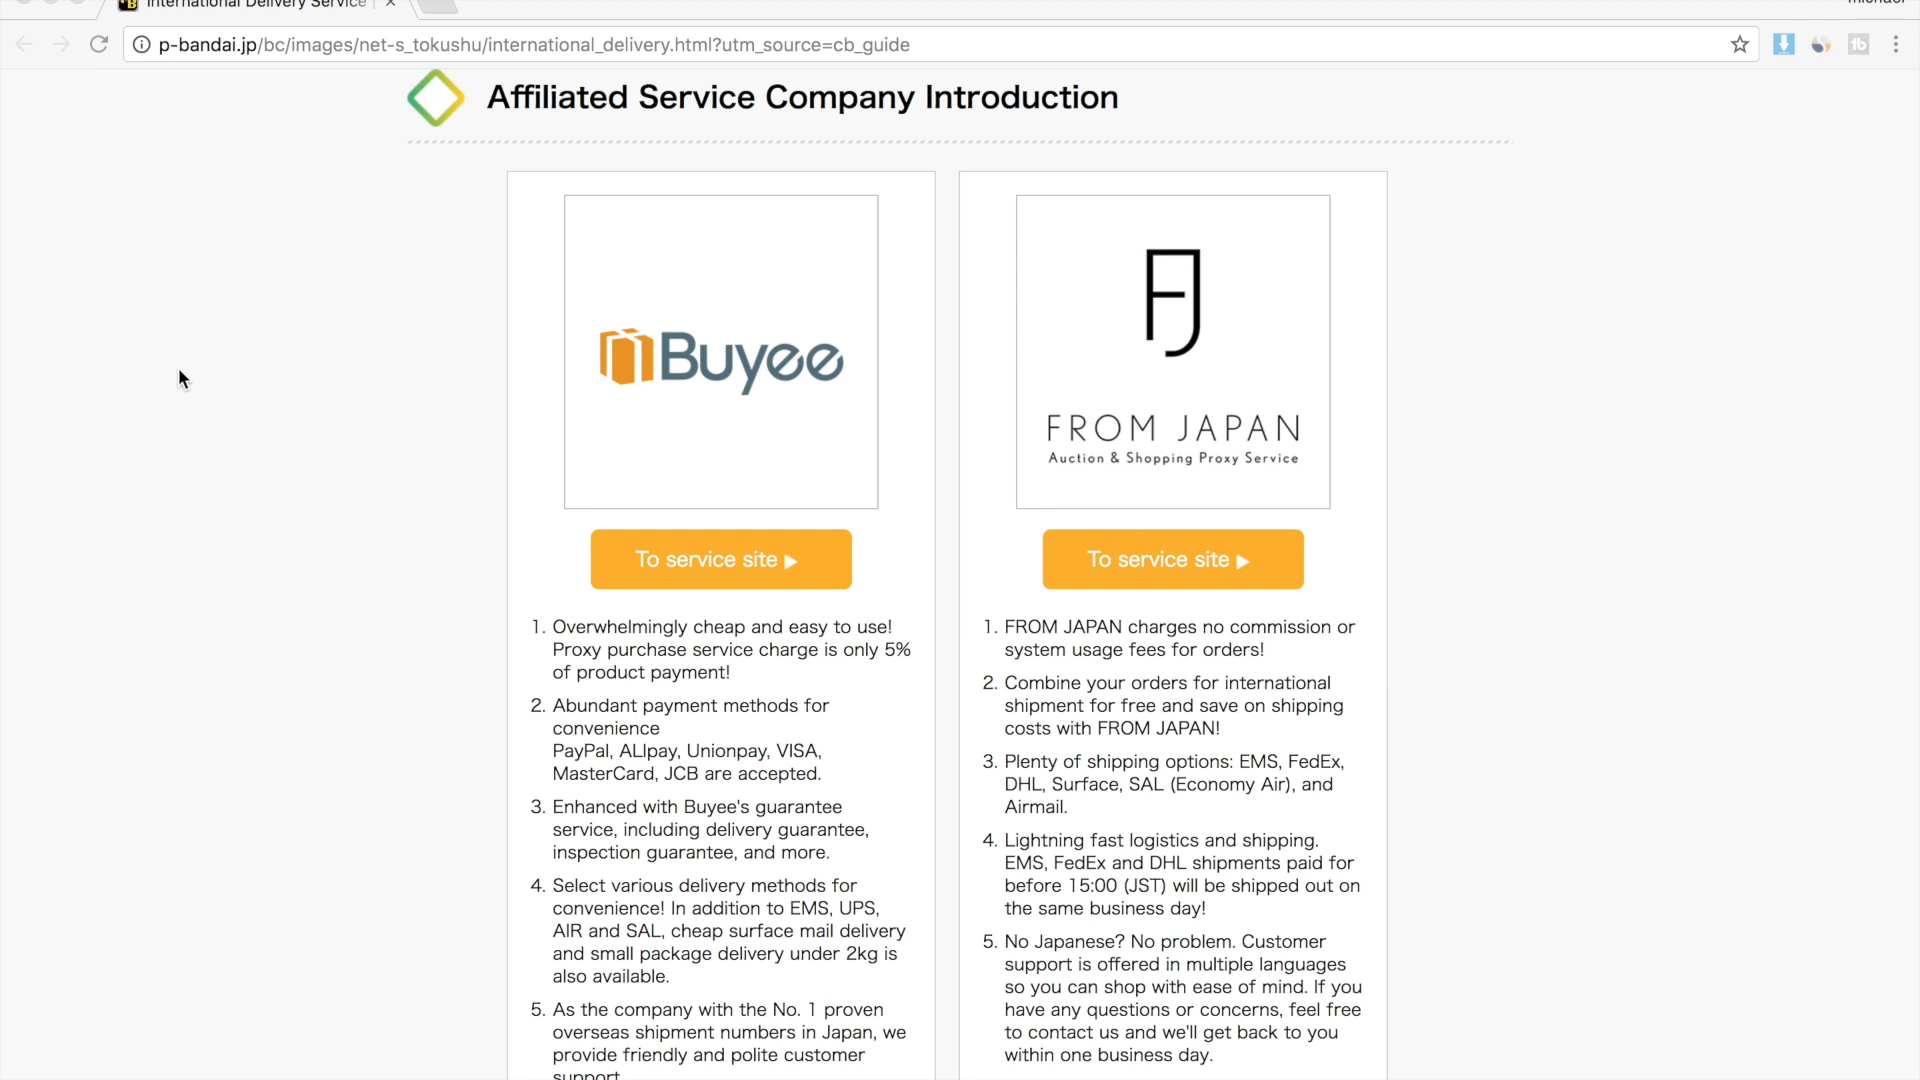 International Delivery Service
p-bandai.jp/bc/images/net-s_tokushu/international_delivery.html?utm_source=cb_guide
Affiliated Service Company Introduction
Buyee
To service site ▶
1. Overwhelmingly cheap and easy to use!
Proxy purchase service charge is only 5%
of product payment!
2. Abundant payment methods for
convenience
PayPal, ALIpay, Unionpay, VISA,
MasterCard, JCB are accepted.
3. Enhanced with Buyee's guarantee
service, including delivery guarantee,
inspection guarantee, and more.
4. Select various delivery methods for
convenience! In addition to EMS, UPS,
AIR and SAL, cheap surface mail delivery
and small package delivery under 2kg is
also available.
5. As the company with the No. 1 proven
overseas shipment numbers in Japan, we
provide friendly and polite customer
support
FJ
FROM JAPAN
Auction & Shopping Proxy Service
To service site ▶
1. FROM JAPAN charges no commission or
system usage fees for orders!
2. Combine your orders for international
shipment for free and save on shipping
costs with FROM JAPAN!
3. Plenty of shipping options: EMS, FedEx,
DHL, Surface, SAL (Economy Air), and
Airmail.
4. Lightning fast logistics and shipping.
EMS, FedEx and DHL shipments paid for
before 15:00 (JST) will be shipped out on
the same business day!
5. No Japanese? No problem. Customer
support is offered in multiple languages
so you can shop with ease of mind. If you
have any questions or concerns, feel free
to contact us and we'll get back to you
within one business day.